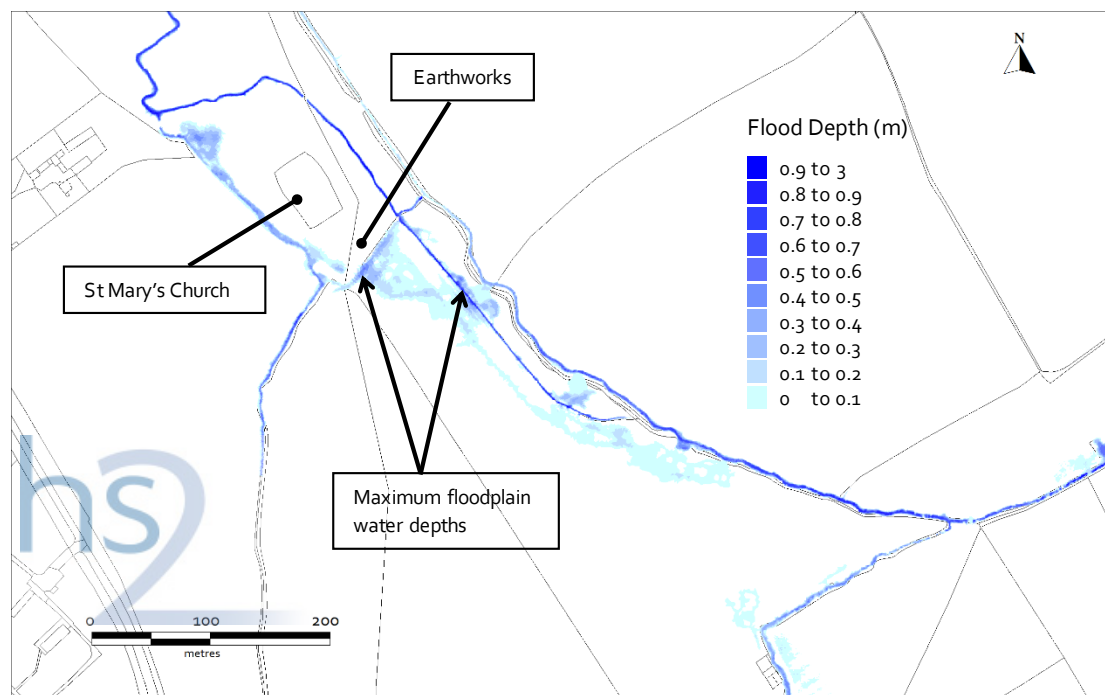 Earthworks
N
Flood Depth (m)
0.9 to 3
0.8 to 0.9
0.7 to 0.8
0.6 to 0.7
0.5 to 0.6
0.4 to 0.5
0.3 to 0.4
0.2 to 0.3
0.1 to 0.2
0 to 0.1
St Mary's Church
Maximum floodplain
water depths
hs2
0 100 200
metres